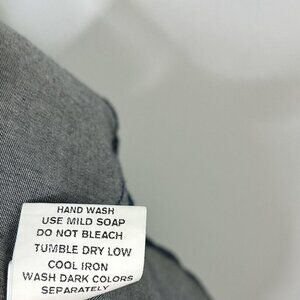 HAND WASH
USE MILD SOAP
DO NOT BLEACH
TUMBLE DRY LOW
COOL IRON
WASH DARK COLORS
SEPARATELY